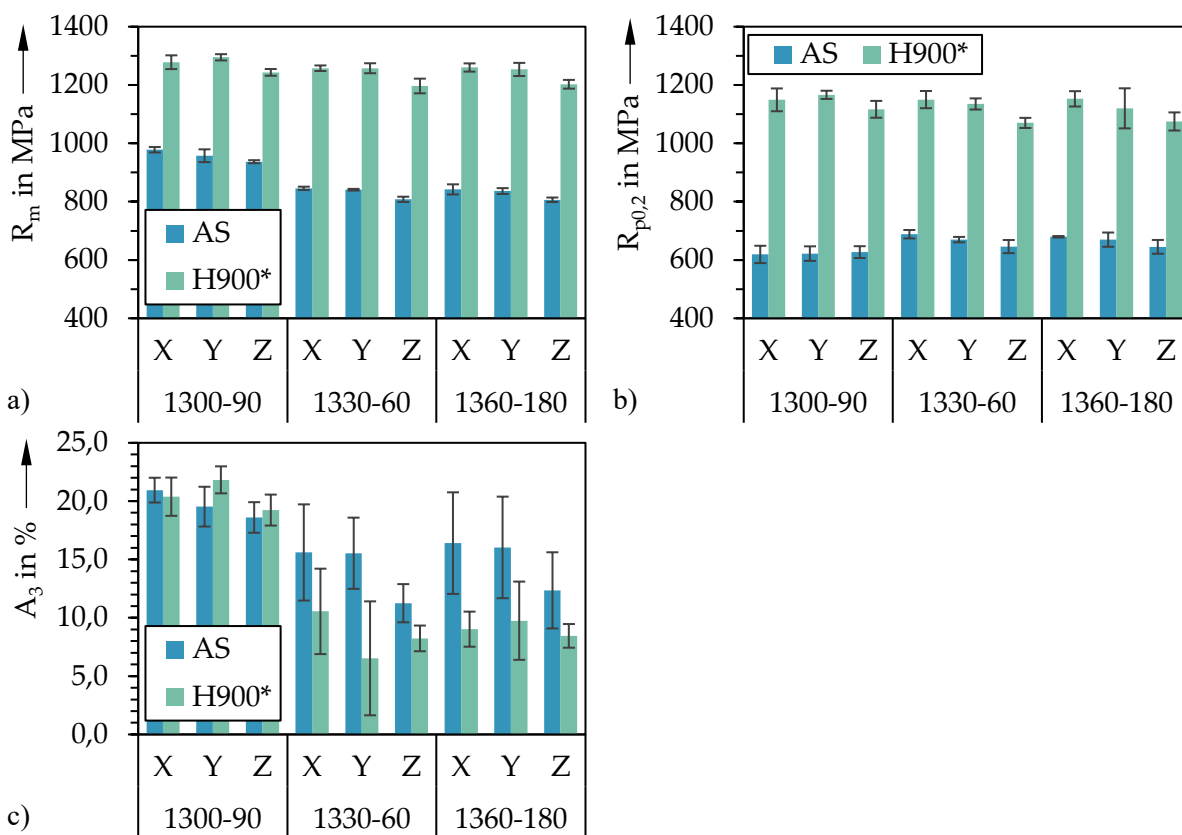 1400
1200
1000
800
600
400
R_m in MPa
AS
H900*
X Y Z X Y Z X Y Z
1300-90 1330-60 1360-180
a)
1400
1200
1000
800
600
400
R_p0,2 in MPa
AS H900*
X Y Z X Y Z X Y Z
1300-90 1330-60 1360-180
b)
25,0
20,0
15,0
10,0
5,0
0,0
A_3 in %
AS
H900*
X Y Z X Y Z X Y Z
1300-90 1330-60 1360-180
c)